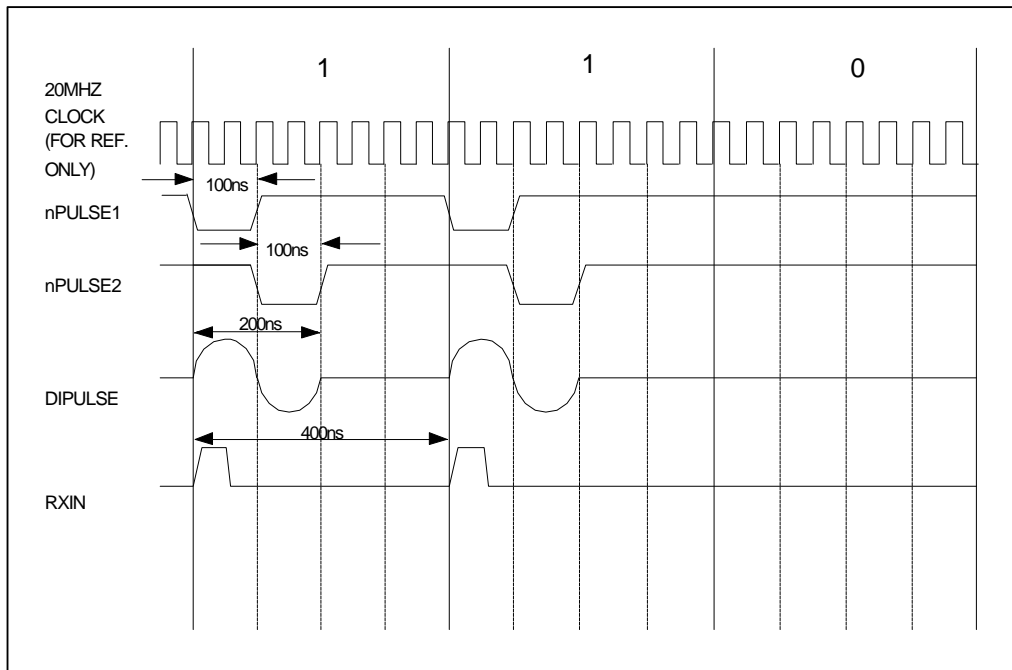 1
1
0
20MHZ
CLOCK
(FOR REF.
ONLY)
100ns
nPULSE1
100ns
nPULSE2
200ns
DIPULSE
400ns
RXIN